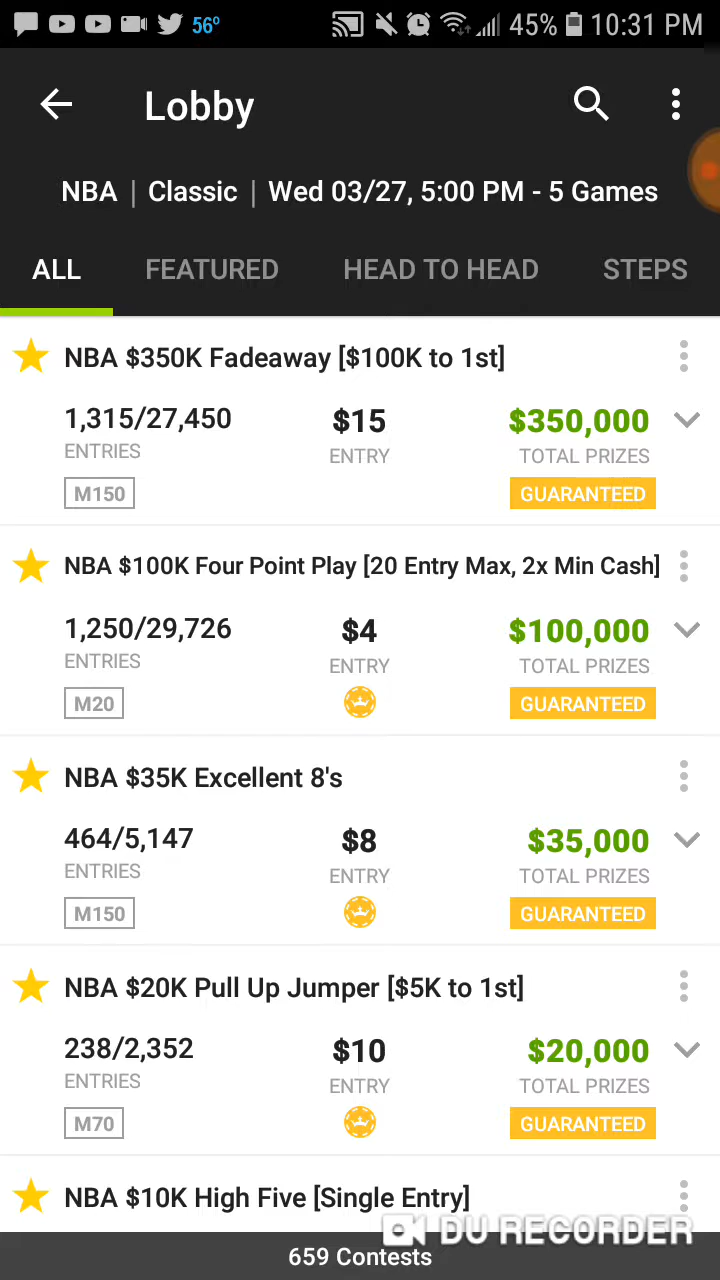 56° 45% 10:31 PM
Lobby
NBA | Classic | Wed 03/27, 5:00 PM - 5 Games
ALL FEATURED HEAD TO HEAD STEPS
NBA $350K Fadeaway [$100K to 1st]
1,315/27,450 $15 $350,000
ENTRIES ENTRY TOTAL PRIZES
M150 GUARANTEED
NBA $100K Four Point Play [20 Entry Max, 2x Min Cash]
1,250/29,726 $4 $100,000
ENTRIES ENTRY TOTAL PRIZES
M20 GUARANTEED
NBA $35K Excellent 8's
464/5,147 $8 $35,000
ENTRIES ENTRY TOTAL PRIZES
M150 GUARANTEED
NBA $20K Pull Up Jumper [$5K to 1st]
238/2,352 $10 $20,000
ENTRIES ENTRY TOTAL PRIZES
M70 GUARANTEED
NBA $10K High Five [Single Entry]
DU RECORDER
659 Contests